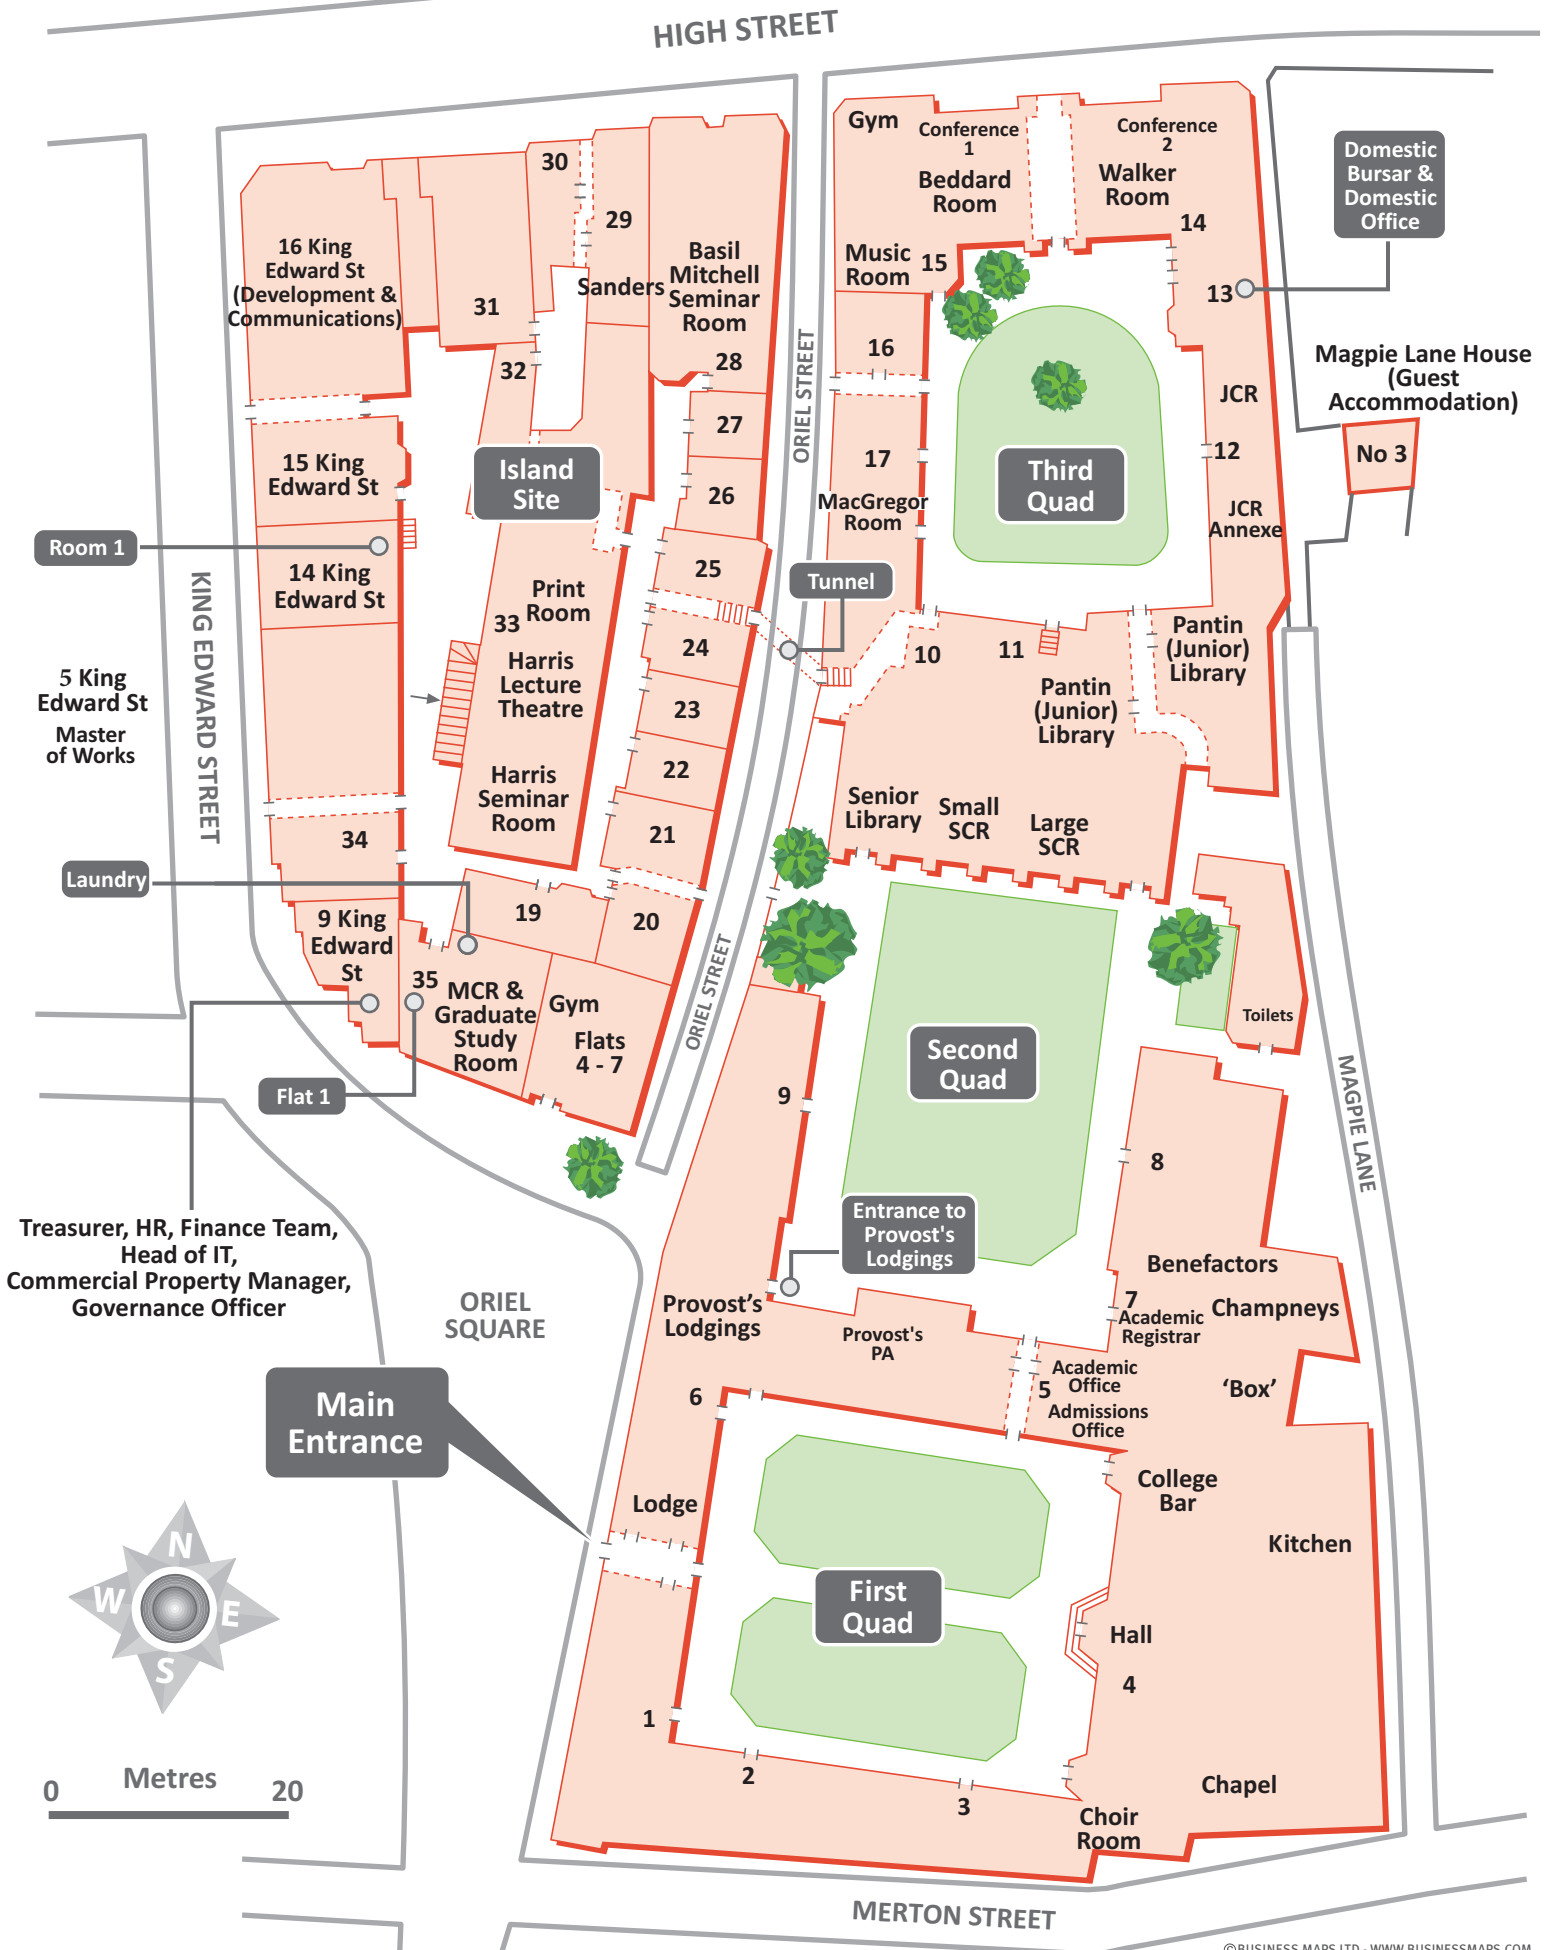 HIGH STREET
Gym
Conference
1
Beddard
Room
Conference
2
Walker
Room
14
Domestic
Bursar &
Domestic
Office
30
29
Sanders
16 King
Edward St
(Development &
Communications)
31
32
Basil
Mitchell
Seminar
Room
28
Music
Room
15
13
ORIEL STREET
16
Magpie Lane House
(Guest
Accommodation)
No 3
JCR
27
15 King
Edward St
Island
Site
26
17
MacGregor
Room
Third
Quad
12
JCR
Annexe
Room 1
14 King
Edward St
25
Tunnel
KING EDWARD STREET
Print
Room
33
Harris
Lecture
Theatre
24
10
11
Pantin
(Junior)
Library
Pantin
(Junior)
Library
5 King
Edward St
Master
of Works
23
22
Harris
Seminar
Room
21
34
Senior
Library
Small
SCR
Large
SCR
Laundry
19
20
9 King
Edward
St
35
MCR &
Graduate
Study
Room
Gym
Flats
4 - 7
ORIEL STREET
Toilets
Second
Quad
Flat 1
9
8
MAGPIE LANE
Entrance to
Provost's
Lodgings
Treasurer, HR, Finance Team,
Head of IT,
Commercial Property Manager,
Governance Officer
ORIEL
SQUARE
Provost’s
Lodgings
Provost's
PA
Benefactors
7
Academic
Registrar
Champneys
Academic
Office
5
Admissions
Office
‘Box’
6
Main
Entrance
College
Bar
Lodge
Kitchen
First
Quad
Hall
4
N
W
E
S
1
2
3
Chapel
Choir
Room
Metres
0
20
MERTON STREET
©BUSINESS MAPS LTD - WWW.BUSINESSMAPS.COM